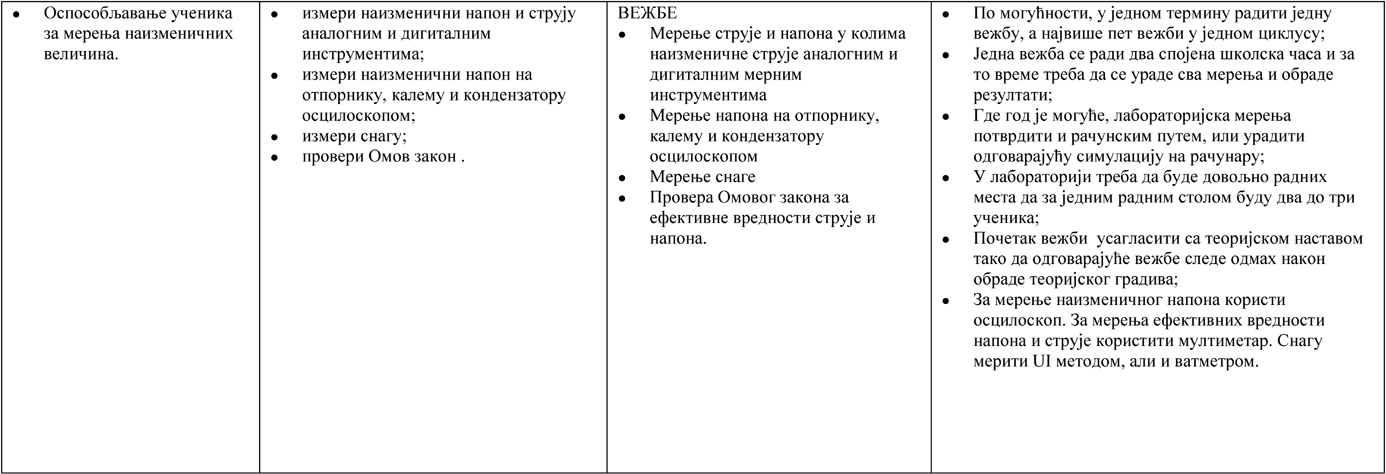 Оспособљавање ученика
за мерења наизменичних
величина.
измери наизменични напон и струју
аналогним и дигиталним
инструментима;
измери наизменични напон на
отпорнику, калему и кондензатору
осцилоскопом;
измери снагу;
провери Омов закон .
ВЕЖБЕ
Мерење струје и напона у колима
наизменичне струје аналогним и
дигиталним мерним
инструментима
Мерење напона на отпорнику,
калему и кондензатору
осцилоскопом
Мерење снаге
Провера Омовог закона за
ефективне вредности струје и
напона.
По могућности, у једном термину радити једну
вежбу, а највише пет вежби у једном циклусу;
Једна вежба се ради два спојена школска часа и за
то време треба да се ураде сва мерења и обраде
резултати;
Где год је могуће, лабораторијска мерења
потврдити и рачунским путем, или урадити
одговарајућу симулацију на рачунару;
У лабораторији треба да буде довољно радних
места да за једним радним столом буду два до три
ученика;
Почетак вежби усагласити са теоријском наставом
тако да одговарајуће вежбе следе одмах након
обраде теоријског градива;
За мерење наизменичног напона користи
осцилоскоп. За мерења ефективних вредности
напона и струје користити мултиметар. Снагу
мерити UI методом, али и ватметром.